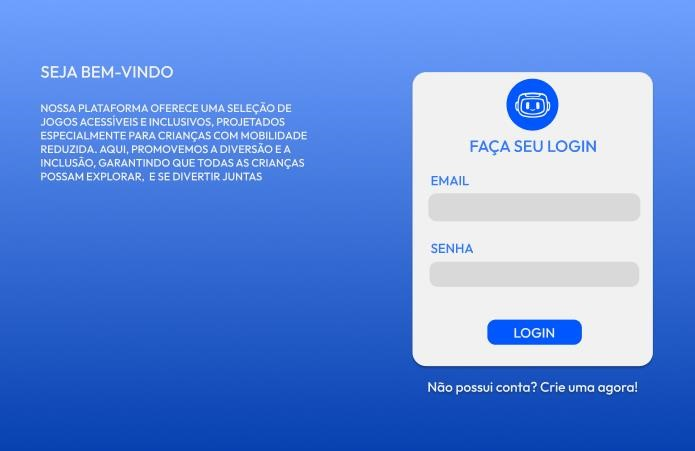 SEJA BEM-VINDO
NOSSA PLATAFORMA OFERECE UMA SELEÇÃO DE
JOGOS ACESSÍVEIS E INCLUSIVOS, PROJETADOS
ESPECIALMENTE PARA CRIANÇAS COM MOBILIDADE
REDUZIDA. AQUI, PROMOVEMOS A DIVERSÃO E A
INCLUSÃO, GARANTINDO QUE TODAS AS CRIANÇAS
POSSAM EXPLORAR,  E SE DIVERTIR JUNTAS
FAÇA SEU LOGIN
EMAIL
SENHA
LOGIN
Não possui conta? Crie uma agora!